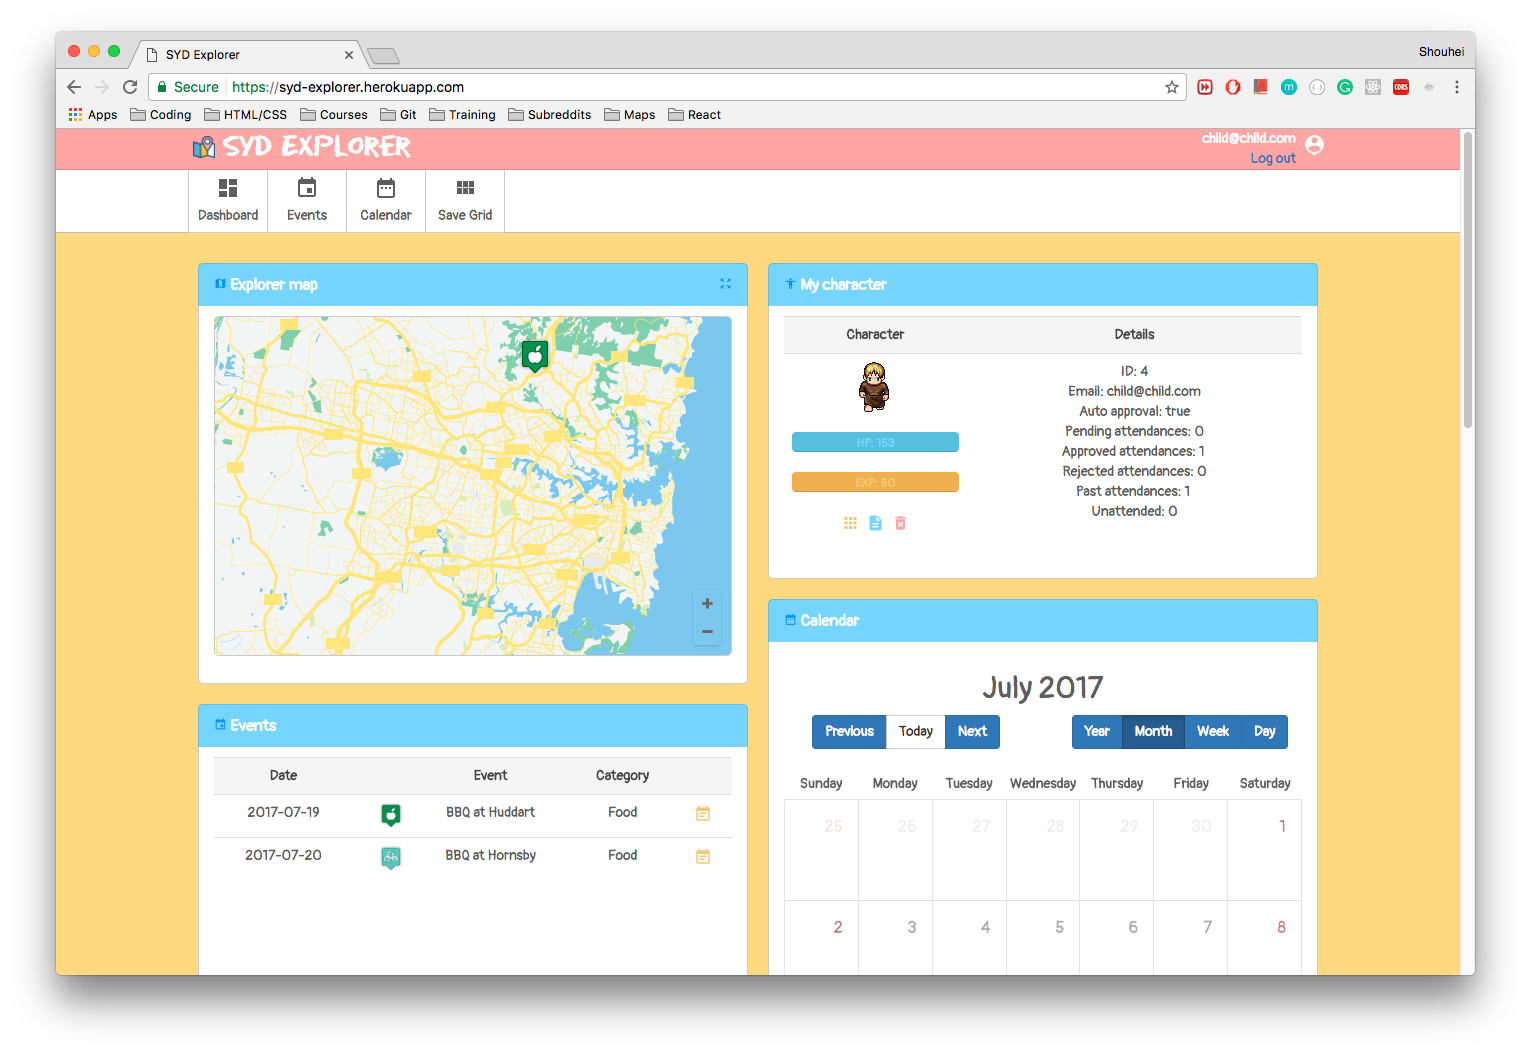 SYD Explorer
Shouhei
Secure https://syd-explorer.herokuapp.com
CORS
Apps Coding HTML/CSS Courses Git Training Subreddits Maps React
SYD EXPLORER
child@child.com
Log out
Dashboard Events Calendar Save Grid
Explorer map
My character
Character Details
ID: 4
Email: child@child.com
Auto approval: true
Pending attendances: 0
HP: 153
Approved attendances: 1
Rejected attendances: 0
EXP: 50
Past attendances: 1
Unattended: 0
+
−
Calendar
July 2017
Previous Today Next Year Month Week Day
Sunday Monday Tuesday Wednesday Thursday Friday Saturday
25 26 27 28 29 30 1
2 3 4 5 6 7 8
Events
Date Event Category
2017-07-19 BBQ at Huddart Food
2017-07-20 BBQ at Hornsby Food